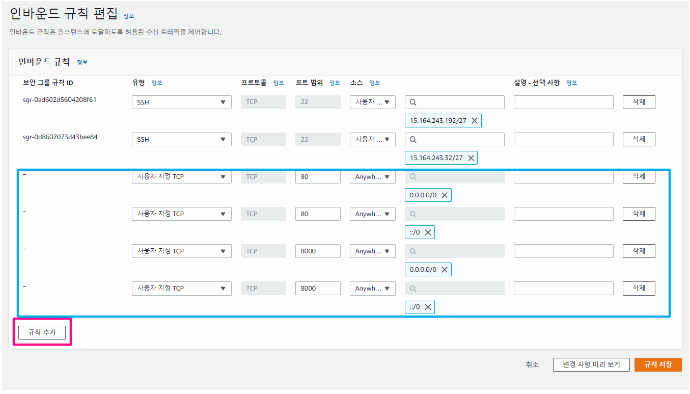 인바운드 규칙 편집 정보
인바운드 규칙은 인스턴스에 도달하도록 허용된 수신 트래픽을 제어합니다.
인바운드 규칙 정보
보안 그룹 규칙 ID 유형 정보 프로토콜 정보 포트 범위 정보 소스 정보 설명 - 선택 사항 정보
sgr-0ad602d5604208f61 SSH TCP 22 사용자 ... 삭제
15.164.243.192/27 X
sgr-0d8607073d43bee84 SSH TCP 22 사용자 ... 삭제
15.164.243.32/27 X
– 사용자 지정 TCP TCP 80 Anywh... 삭제
0.0.0.0/0 X
– 사용자 지정 TCP TCP 80 Anywh... 삭제
::/0 X
– 사용자 지정 TCP TCP 8000 Anywh... 삭제
0.0.0.0/0 X
– 사용자 지정 TCP TCP 8000 Anywh... 삭제
::/0 X
규칙 추가
취소 변경 사항 미리 보기 규칙 저장